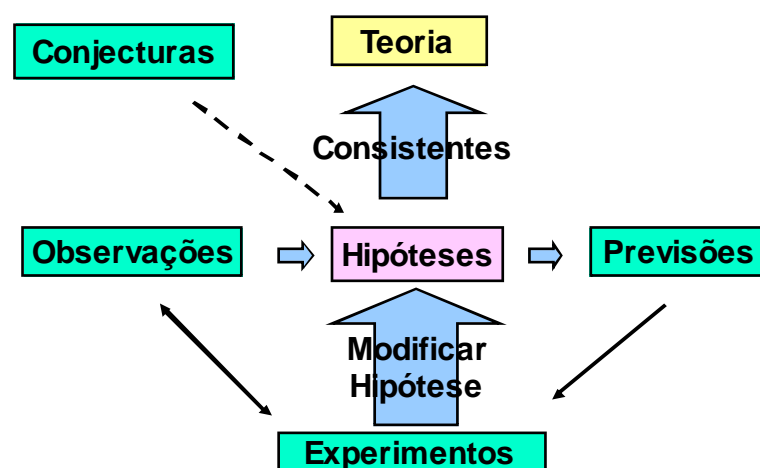 Conjecturas
Teoria
Consistentes
Observações
Hipóteses
Previsões
Modificar
Hipótese
Experimentos